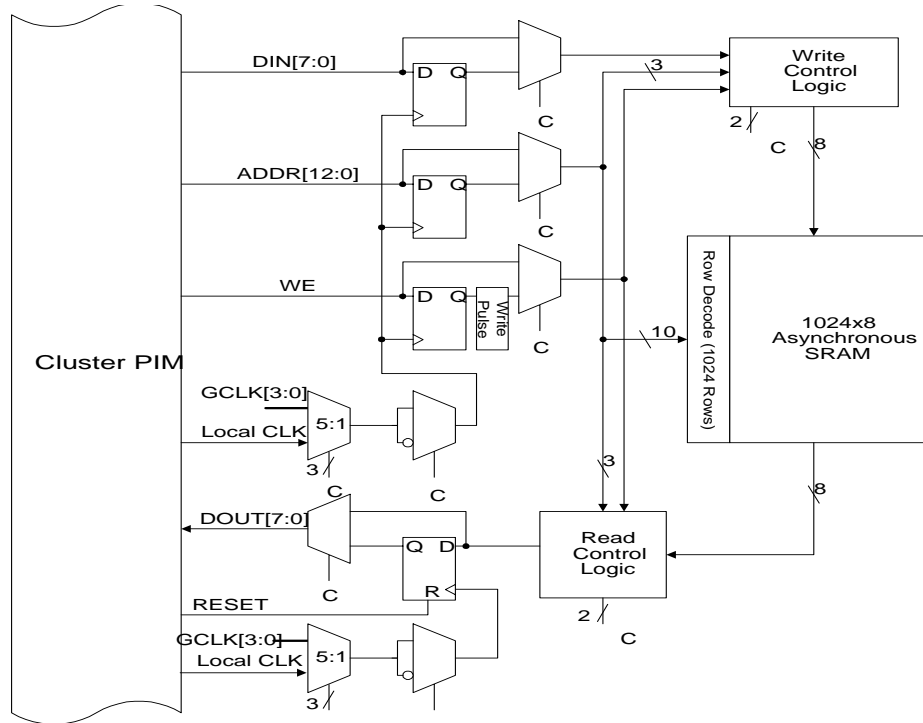 DIN[7:0]
D Q
C
3
Write
Control
Logic
2
C
8
ADDR[12:0]
D Q
C
WE
D Q
Write
Pulse
C
10
Row Decode (1024 Rows)
1024x8
Asynchronous
SRAM
Cluster PIM
GCLK[3:0]
5:1
Local CLK
3
C
C
3
8
DOUT[7:0]
Q D
R
C
Read
Control
Logic
2
C
RESET
GCLK[3:0]
5:1
Local CLK
3